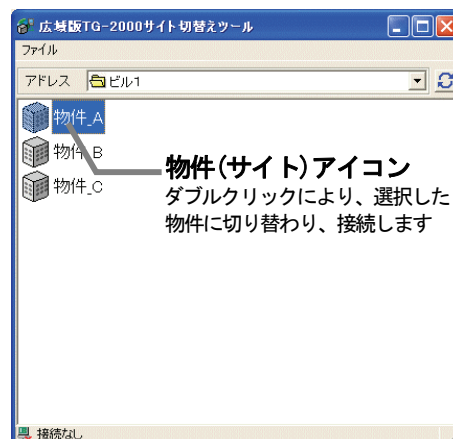 広域版TG-2000サイト切替えツール
ファイル
アドレス ビル1
物件_A
物件_B
物件_C
物件(サイト)アイコン
ダブルクリックにより、選択した
物件に切り替わり、接続します
接続なし